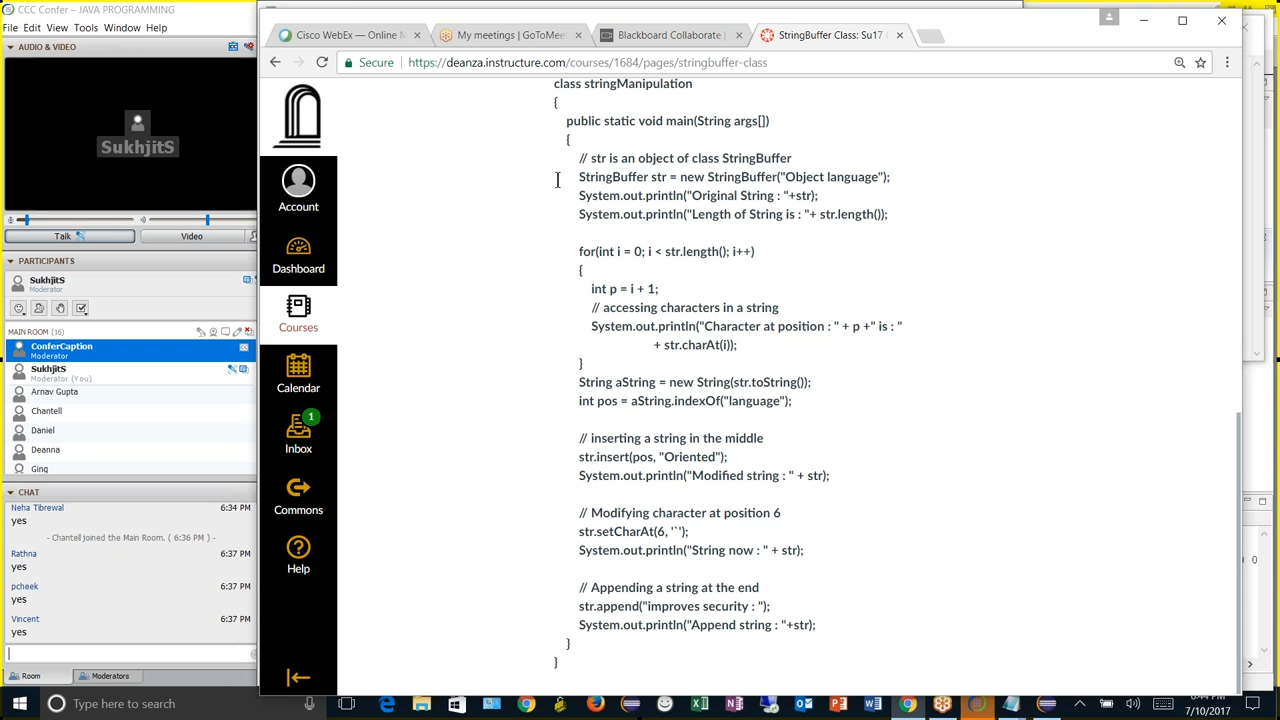 CCC Confer - JAVA PROGRAMMING
File Edit View Tools Window Help
AUDIO & VIDEO
SukhjitS
Talk Video
PARTICIPANTS
SukhjitS
MAIN ROOM (16)
ConferCaption
Moderator
SukhjitS
Moderator (You)
Arnav Gupta
Chantell
Daniel
Deanna
Ging
CHAT
Neha Tibrewal 6:34 PM
yes
- Chantell joined the Main Room. ( 6:36 PM ) -
Rathna 6:37 PM
yes
pcheek 6:37 PM
yes
Vincent 6:37 PM
yes
Room Moderators
Cisco WebEx — Online M
My meetings | GoToMeet
Blackboard Collaborate |
StringBuffer Class: Su17
Secure https://deanza.instructure.com/courses/1684/pages/stringbuffer-class
Account
Dashboard
Courses
Calendar
1
Inbox
Commons
Help
class stringManipulation
{
public static void main(String args[])
{
// str is an object of class StringBuffer
StringBuffer str = new StringBuffer("Object language");
System.out.println("Original String : "+str);
System.out.println("Length of String is : "+ str.length());
for(int i = 0; i < str.length(); i++)
{
int p = i + 1;
// accessing characters in a string
System.out.println("Character at position : " + p +" is : "
+ str.charAt(i));
}
String aString = new String(str.toString());
int pos = aString.indexOf("language");
// inserting a string in the middle
str.insert(pos, "Oriented");
System.out.println("Modified string : " + str);
// Modifying character at position 6
str.setCharAt(6, '`');
System.out.println("String now : " + str);
// Appending a string at the end
str.append("improves security : ");
System.out.println("Append string : "+str);
}
}
0 0
Type here to search
6:44 PM
7/10/2017